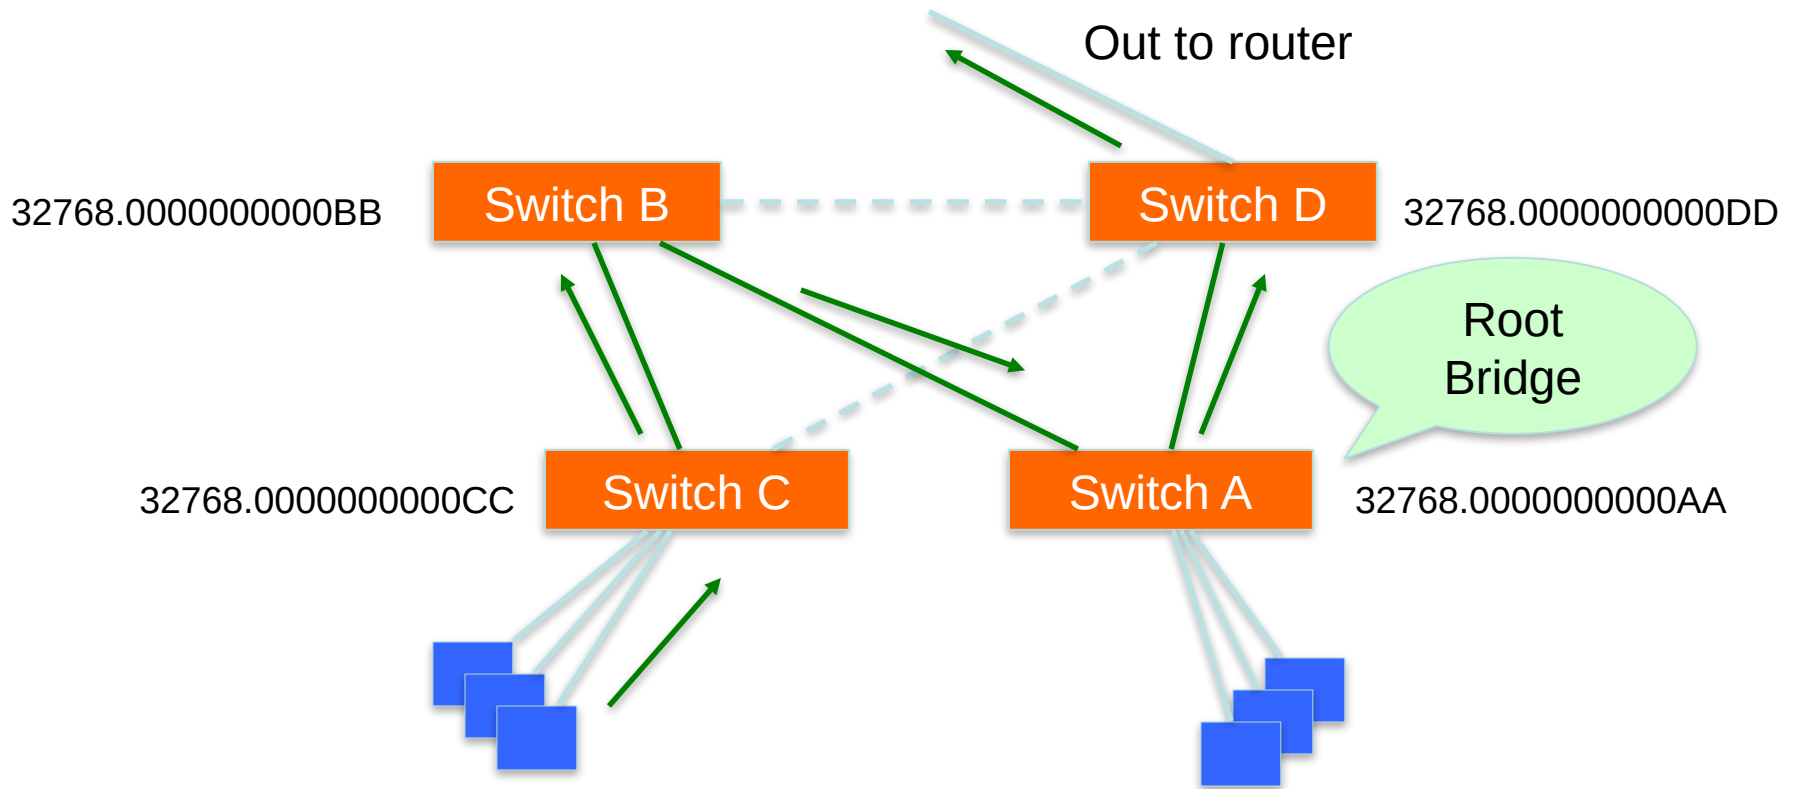 Out to router
32768.0000000000BB
Switch B
Switch D
32768.0000000000DD
Root
Bridge
32768.0000000000CC
Switch C
Switch A
32768.0000000000AA